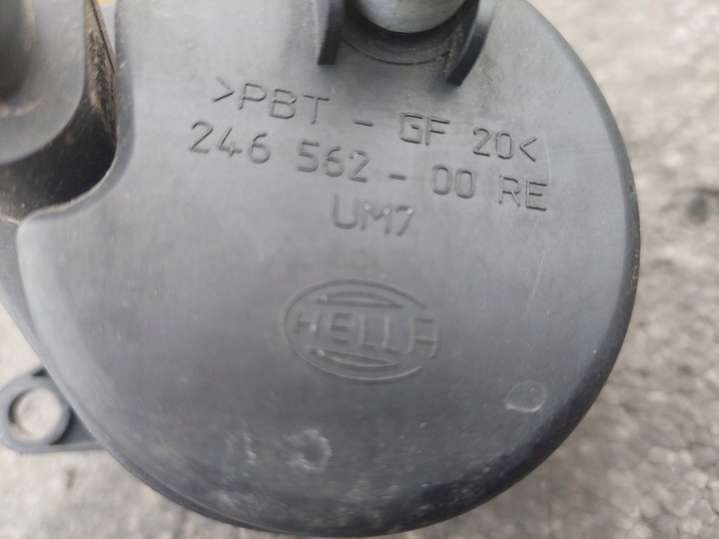 >PBT - GF 20<
246 562 - 00 RE
UM7
HELLA